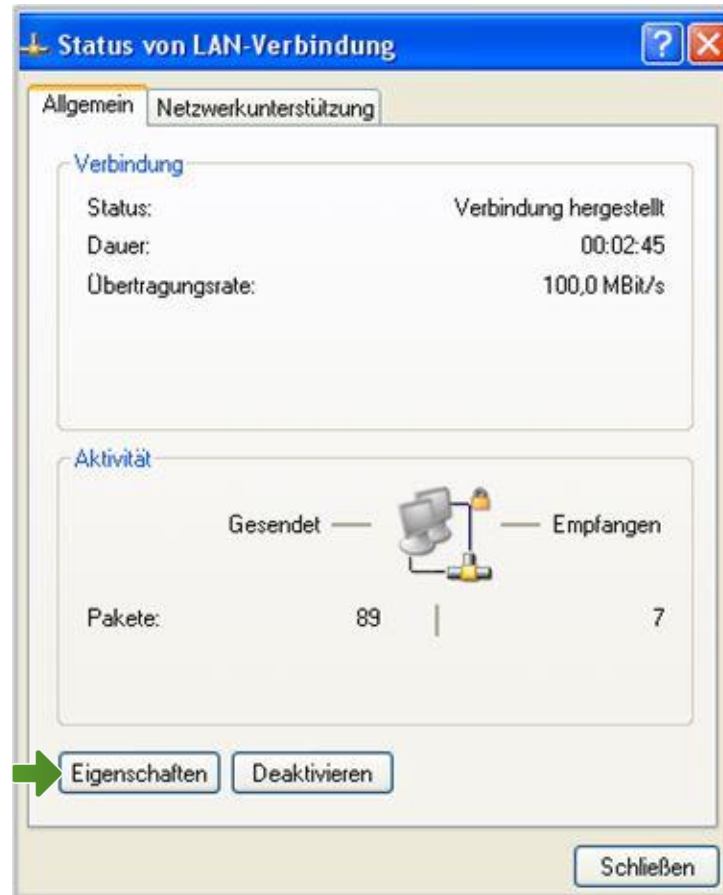 Status von LAN-Verbindung
Allgemein Netzwerkunterstützung
Verbindung
Status: Verbindung hergestellt
Dauer: 00:02:45
Übertragungsrate: 100,0 MBit/s
Aktivität
Gesendet Empfangen
Pakete: 89 7
Eigenschaften Deaktivieren
Schließen